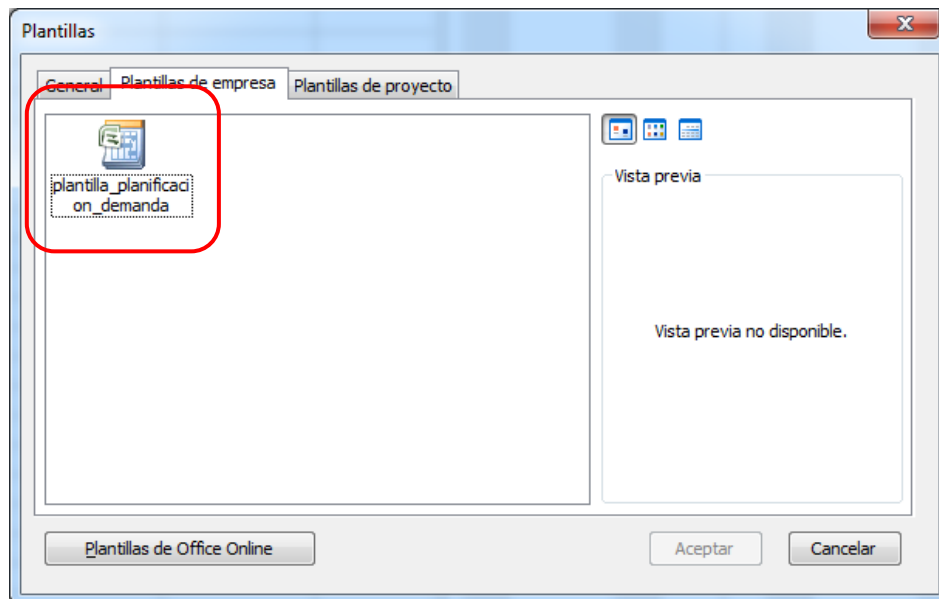 Plantillas
General Plantillas de empresa Plantillas de proyecto
plantilla_planificaci
on_demanda
Vista previa
Vista previa no disponible.
Plantillas de Office Online Aceptar Cancelar